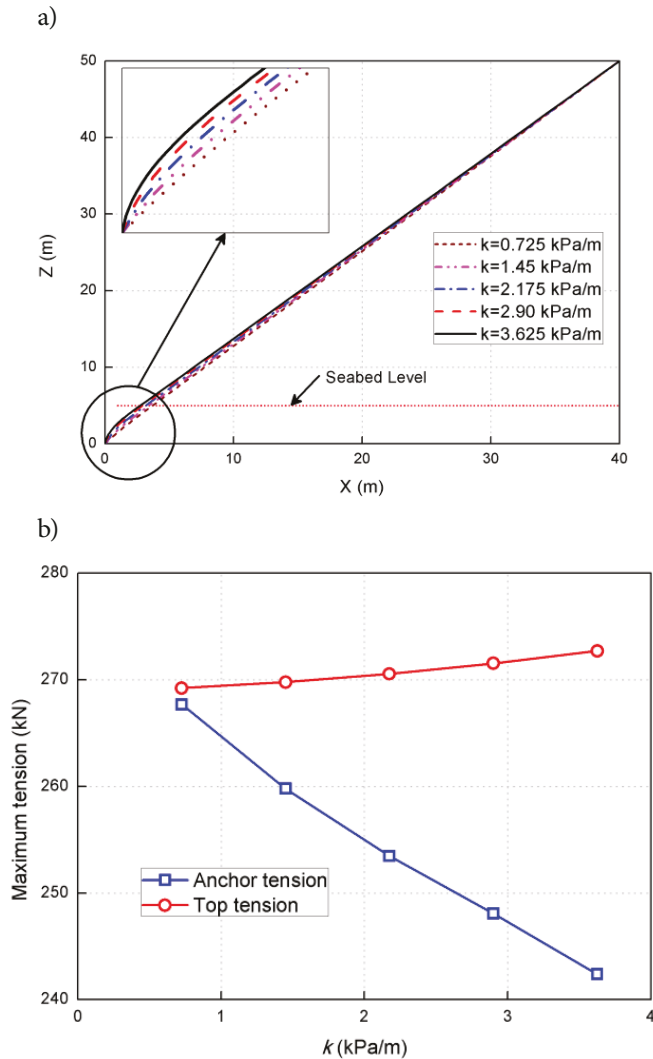 a)
50
40
30
20
10
0
Z (m)
k=0.725 kPa/m
k=1.45 kPa/m
k=2.175 kPa/m
k=2.90 kPa/m
k=3.625 kPa/m
Seabed Level
0 10 20 30 40
X (m)
b)
280
270
260
250
240
Maximum tension (kN)
Anchor tension
Top tension
0 1 2 3 4
k (kPa/m)